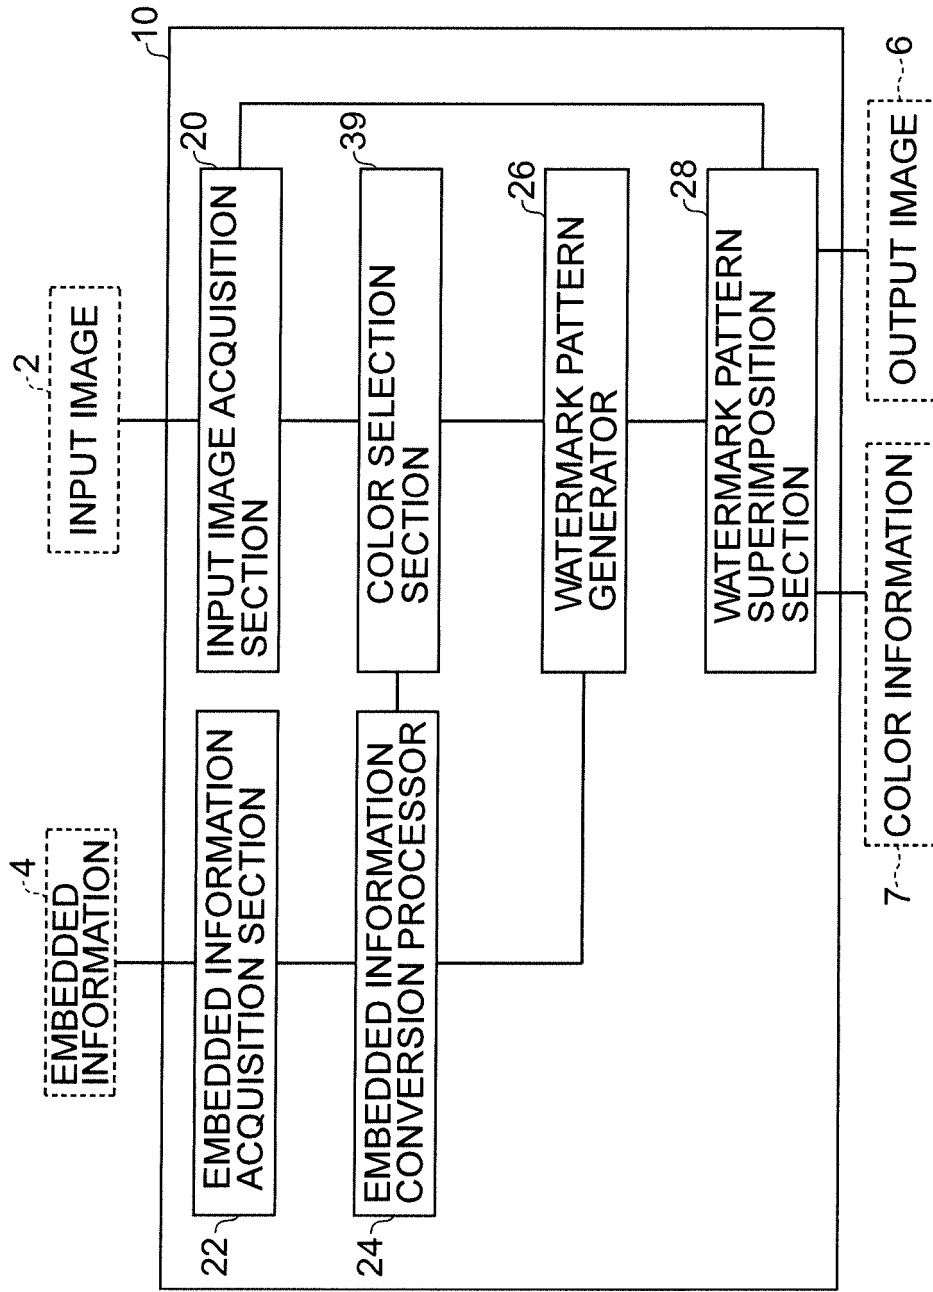 10
4
EMBEDDED
INFORMATION
2
INPUT IMAGE
22
EMBEDDED INFORMATION
ACQUISITION SECTION
20
INPUT IMAGE ACQUISITION
SECTION
24
EMBEDDED INFORMATION
CONVERSION PROCESSOR
39
COLOR SELECTION
SECTION
26
WATERMARK PATTERN
GENERATOR
28
WATERMARK PATTERN
SUPERIMPOSITION
SECTION
7
COLOR INFORMATION
6
OUTPUT IMAGE